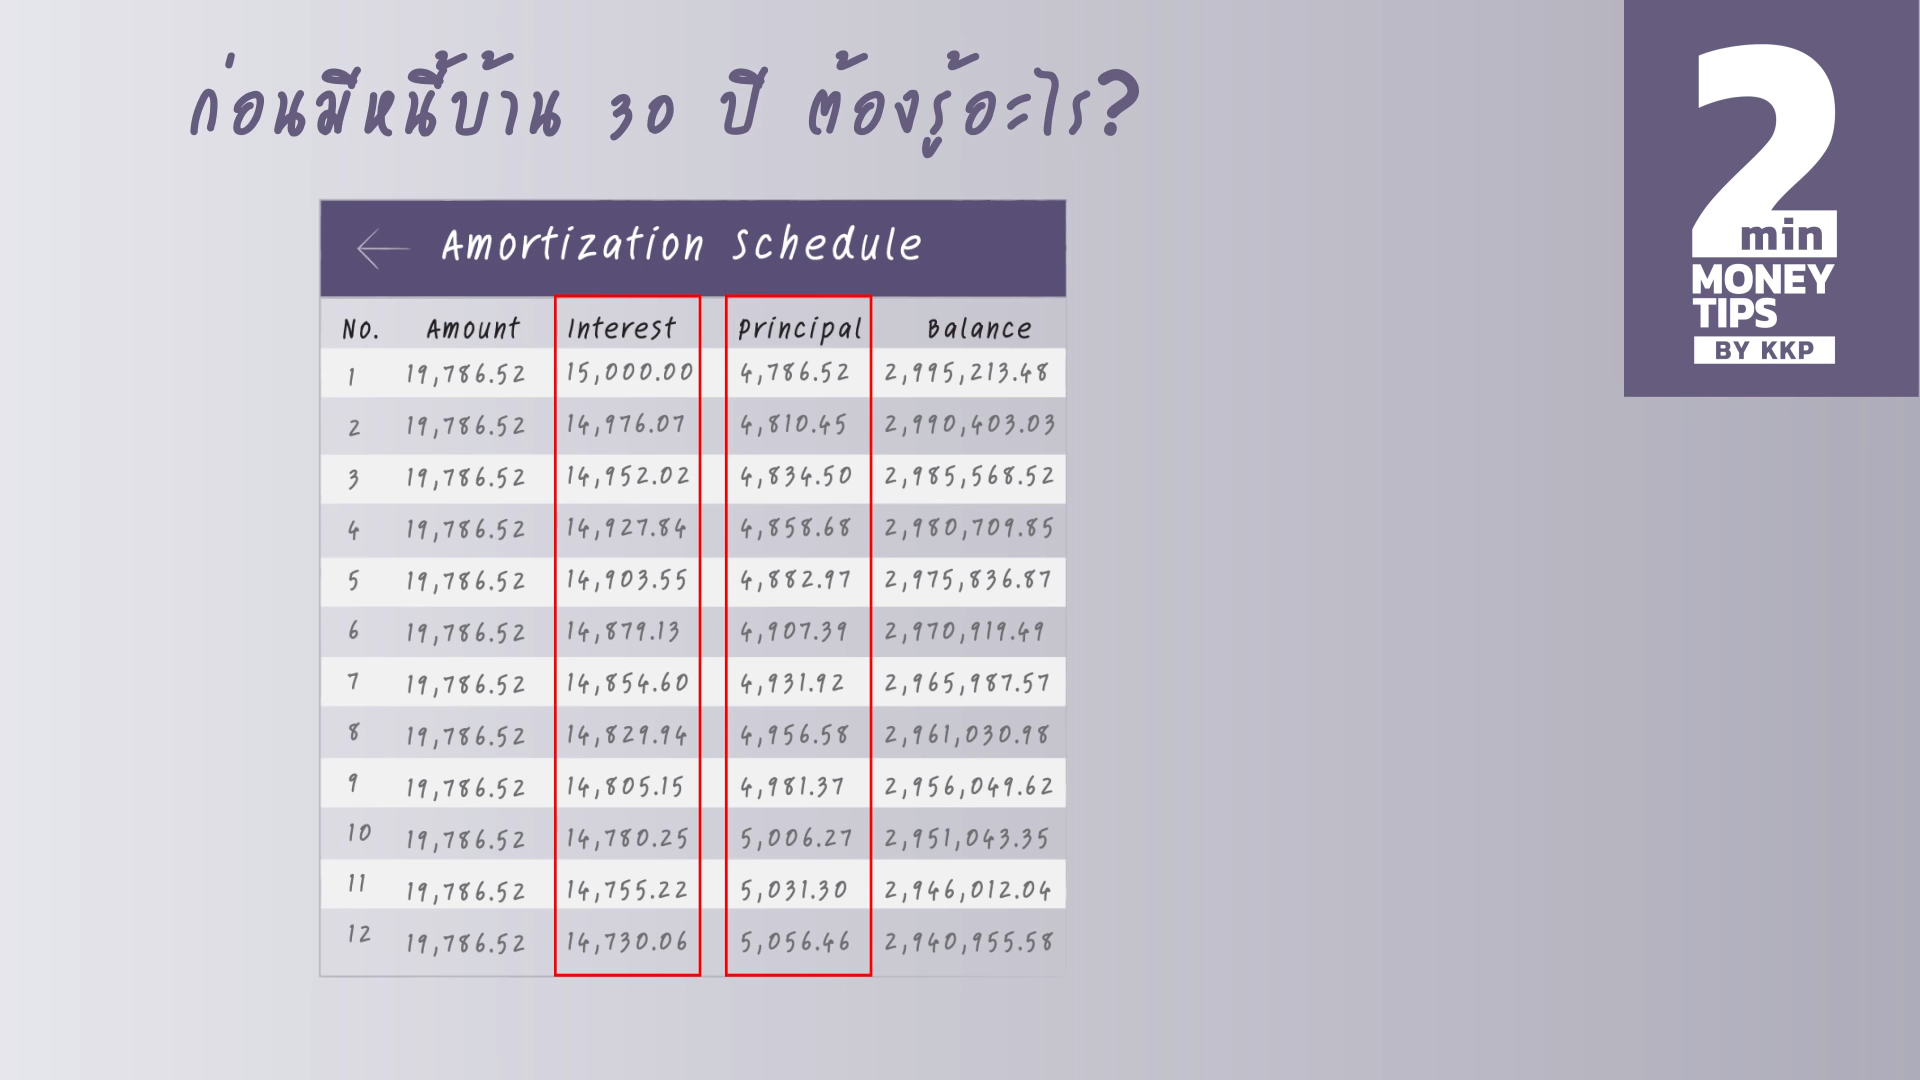 ก่อนมีหนี้บ้าน 30 ปี ต้องรู้อะไร?
2
min
MONEY
TIPS
BY KKP
Amortization Schedule
No. Amount Interest Principal Balance
1 19,786.52 15,000.00 4,786.52 2,995,213.48
2 19,786.52 14,976.07 4,810.45 2,990,403.03
3 19,786.52 14,952.02 4,834.50 2,985,568.52
4 19,786.52 14,927.84 4,858.68 2,980,709.85
5 19,786.52 14,903.55 4,882.97 2,975,836.87
6 19,786.52 14,879.13 4,907.39 2,970,919.49
7 19,786.52 14,854.60 4,931.92 2,965,987.57
8 19,786.52 14,829.94 4,956.58 2,961,030.98
9 19,786.52 14,805.15 4,981.37 2,956,049.62
10 19,786.52 14,780.25 5,006.27 2,951,043.35
11 19,786.52 14,755.22 5,031.30 2,946,012.04
12 19,786.52 14,730.06 5,056.46 2,940,955.58